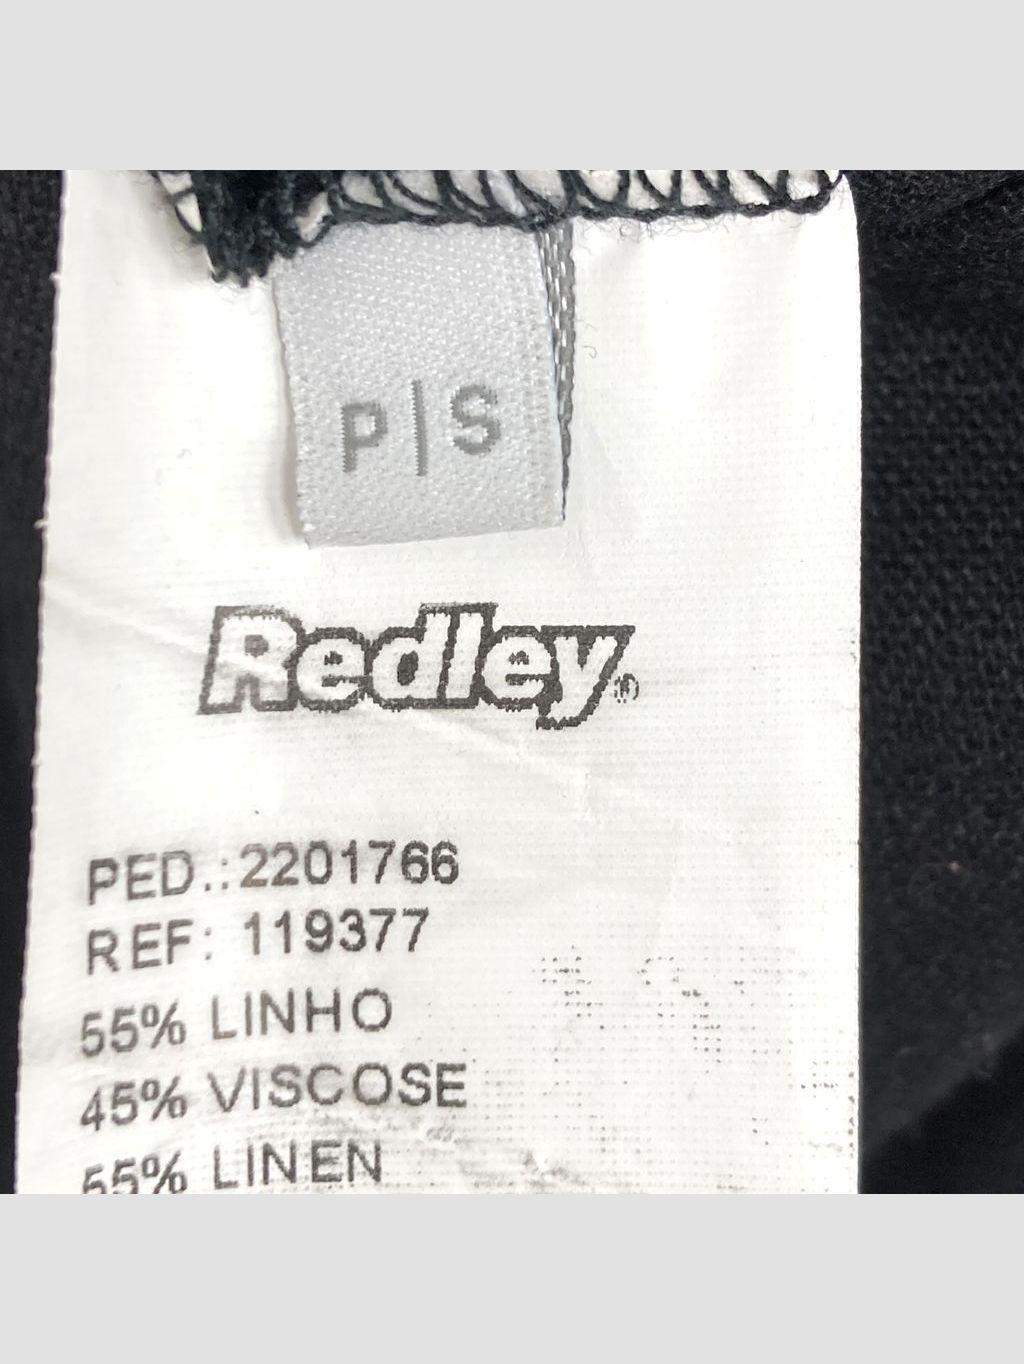 P|S
Redley®
PED.:2201766
REF: 119377
55% LINHO
45% VISCOSE
55% LINEN